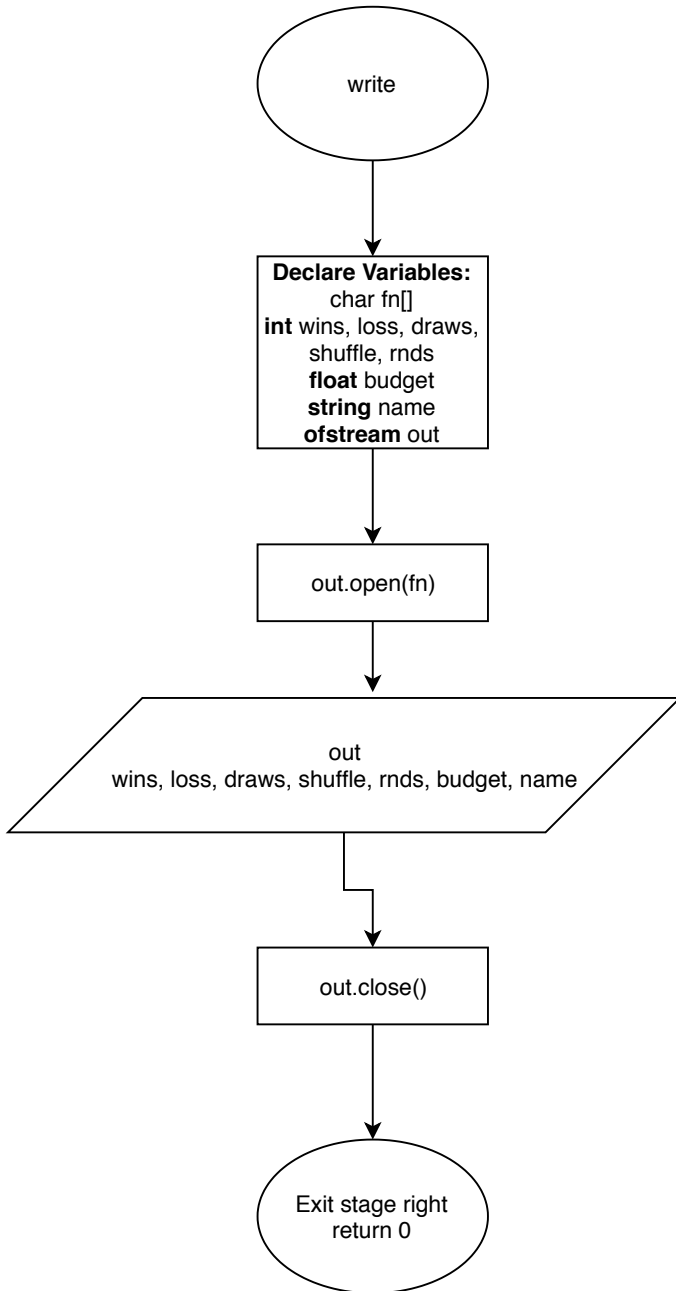 write
Declare Variables:
char fn[]
int wins, loss, draws,
shuffle, rnds
float budget
string name
ofstream out
out.open(fn)
out
wins, loss, draws, shuffle, rnds, budget, name
out.close()
Exit stage right
return 0